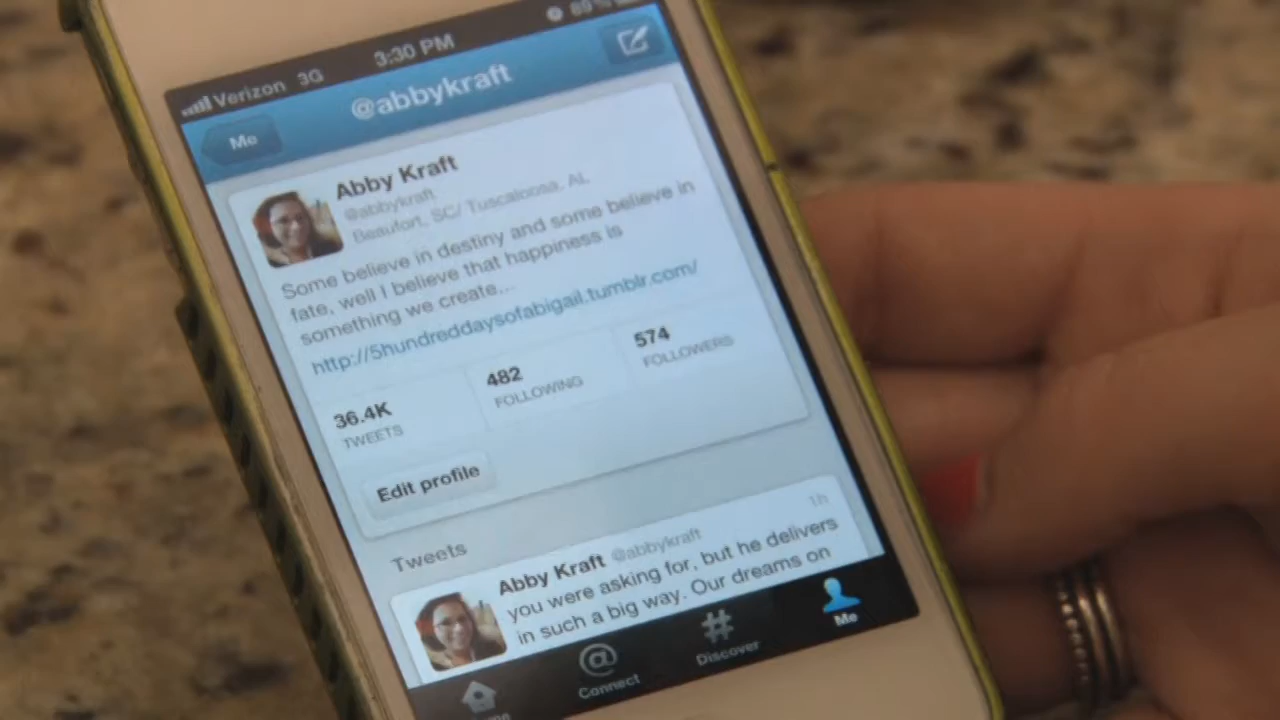 Verizon 3G 3:30 PM 69%
Me
@abbykraft
Abby Kraft
@abbykraft
Beaufort, SC/ Tuscaloosa, AL
Some believe in destiny and some believe in
fate, well I believe that happiness is
something we create...
http://5hundreddaysofabigail.tumblr.com/
36.4K
TWEETS
482
FOLLOWING
574
FOLLOWERS
Edit profile
Tweets
Abby Kraft @abbykraft 1h
you were asking for, but he delivers
in such a big way. Our dreams on
Connect
Discover
Me